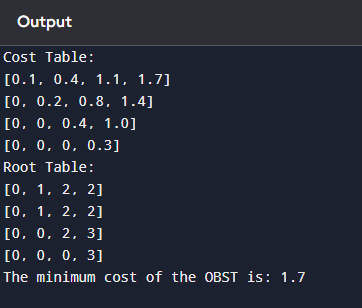 Output
Cost Table:
[0.1, 0.4, 1.1, 1.7]
[0, 0.2, 0.8, 1.4]
[0, 0, 0.4, 1.0]
[0, 0, 0, 0.3]
Root Table:
[0, 1, 2, 2]
[0, 1, 2, 2]
[0, 0, 2, 3]
[0, 0, 0, 3]
The minimum cost of the OBST is: 1.7